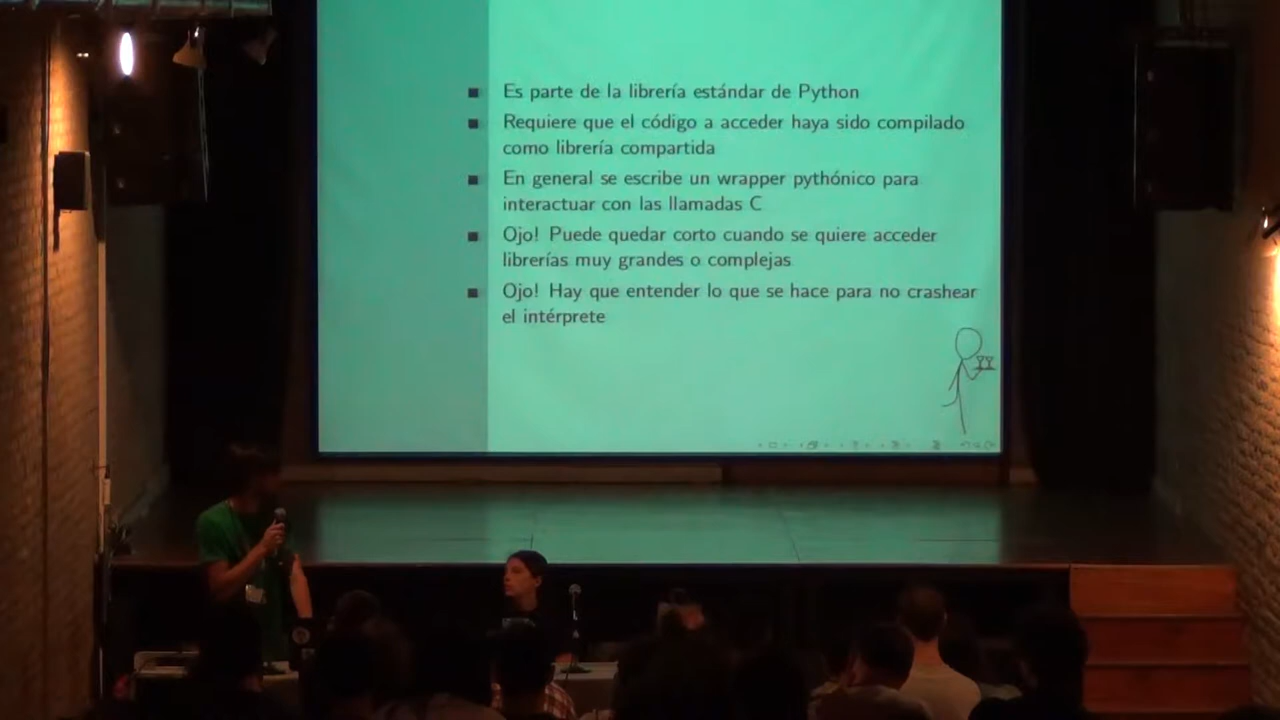 Es parte de la librería estándar de Python
Requiere que el código a acceder haya sido compilado
como librería compartida
En general se escribe un wrapper pythónico para
interactuar con las llamadas C
Ojo! Puede quedar corto cuando se quiere acceder
librerías muy grandes o complejas
Ojo! Hay que entender lo que se hace para no crashear
el intérprete